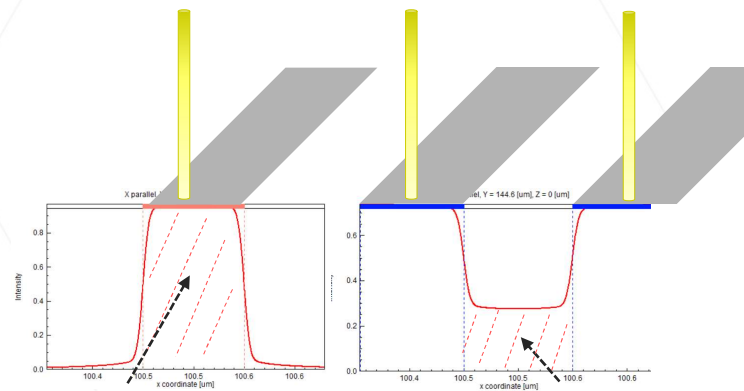 X parallel,
0.8
0.6
0.4
0.2
0.0
Intensity
100.4 100.5 100.5 100.6 100.6
x coordinate [um]
el, Y = 144.6 [um], Z = 0 [um]
0.6
0.4
0.2
0.0
100.4 100.5 100.5 100.6 100.6
x coordinate [um]